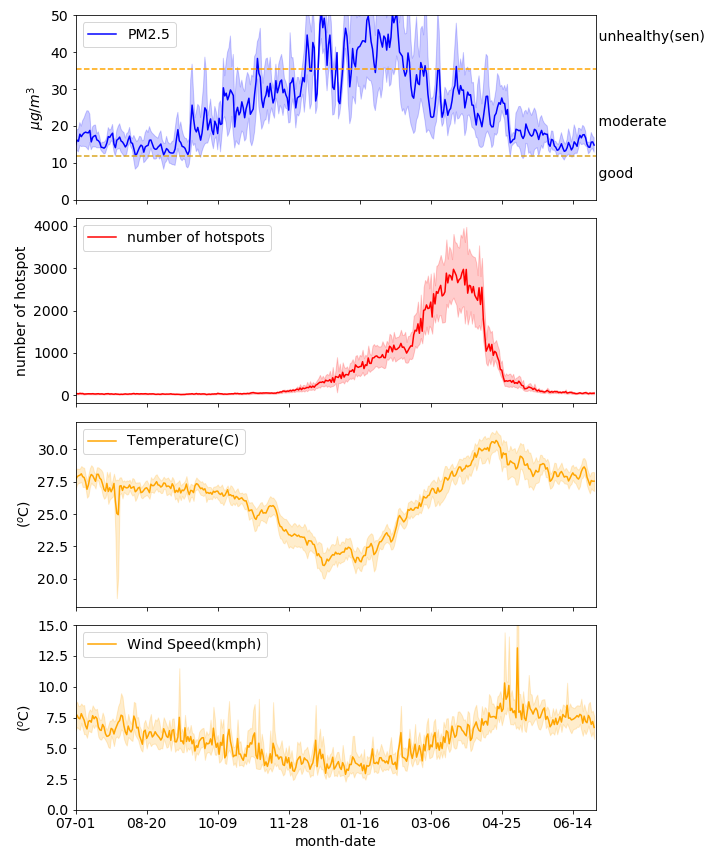 50
40
30
20
10
0
μg/m³
PM2.5
unhealthy(sen)
moderate
good
4000
3000
2000
1000
0
number of hotspot
number of hotspots
30.0
27.5
25.0
22.5
20.0
(°C)
Temperature(C)
15.0
12.5
10.0
7.5
5.0
2.5
0.0
(°C)
Wind Speed(kmph)
07-01 08-20 10-09 11-28 01-16 03-06 04-25 06-14
month-date